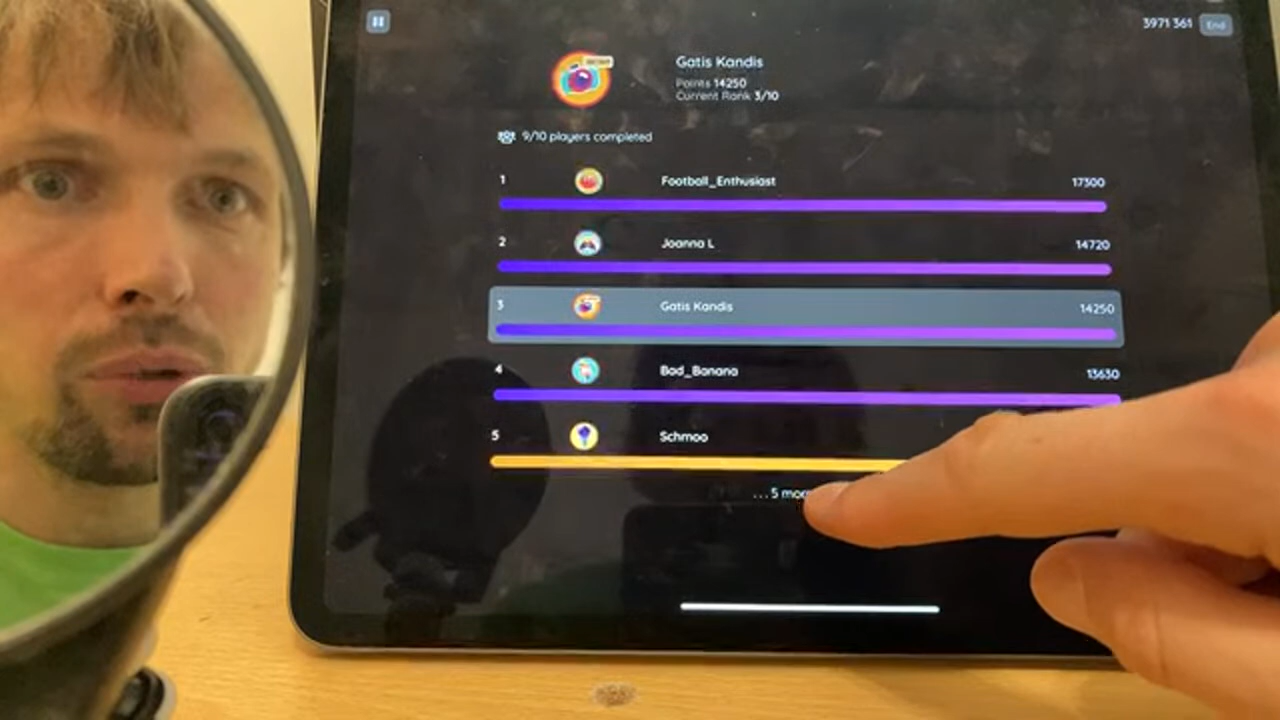 3971 361 End
Gatis Kandis
Points 14250
Current Rank 3/10
9/10 players completed
1 Football_Enthusiast 17300
2 Joanna L 14720
3 Gatis Kandis 14250
4 Bad_Banana 13630
5 Schmoo
... 5 more